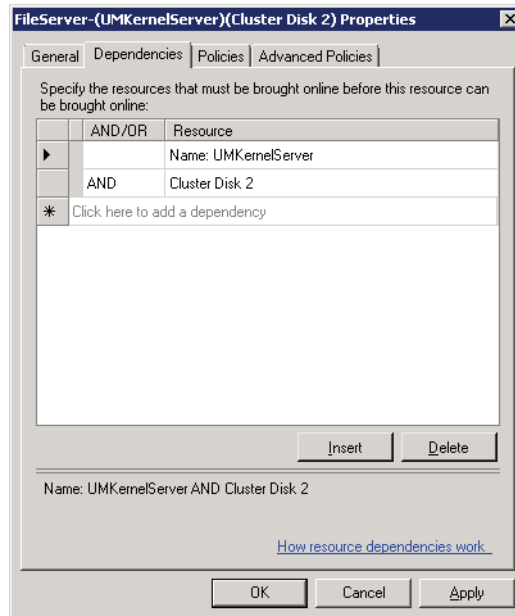 FileServer-(UMKernelServer)(Cluster Disk 2) Properties
General Dependencies Policies Advanced Policies
Specify the resources that must be brought online before this resource can
be brought online:
AND/OR Resource
Name: UMKernelServer
AND Cluster Disk 2
Click here to add a dependency
Insert Delete
Name: UMKernelServer AND Cluster Disk 2
How resource dependencies work
OK Cancel Apply